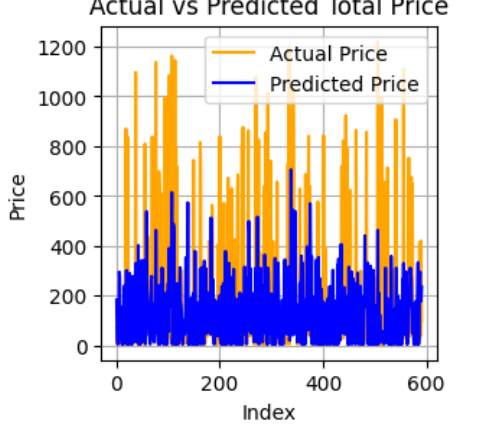 Actual vs Predicted Total Price
Actual Price
Predicted Price
1200
1000
800
600
400
200
0
Price
0 200 400 600
Index